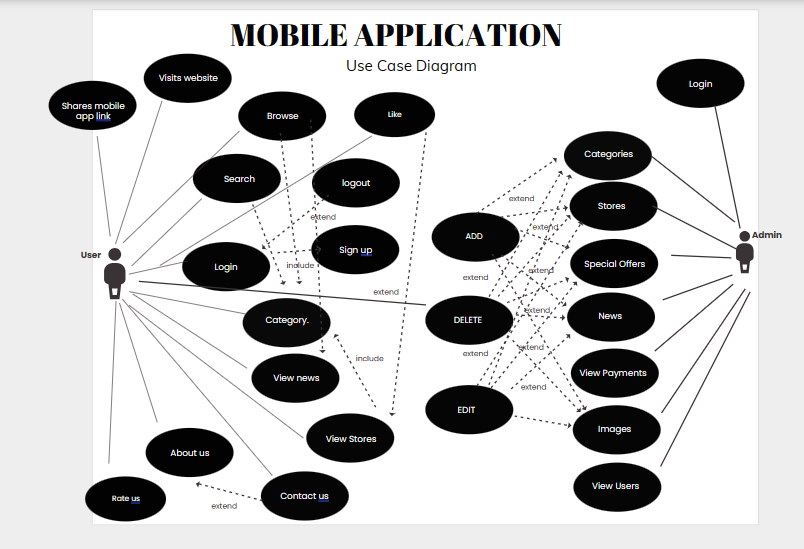 MOBILE APPLICATION
Use Case Diagram
Visits website
Login
Shares mobile
app link
Browse
Like
Categories
Search
logout
extend
Stores
extend
extend
ADD
Admin
User
Sign up
Login
include
Special Offers
extend
extend
extend
Category.
DELETE
extend
News
extend
extend
include
View news
View Payments
extend
EDIT
View Stores
Images
About us
View Users
Rate us
Contact us
extend